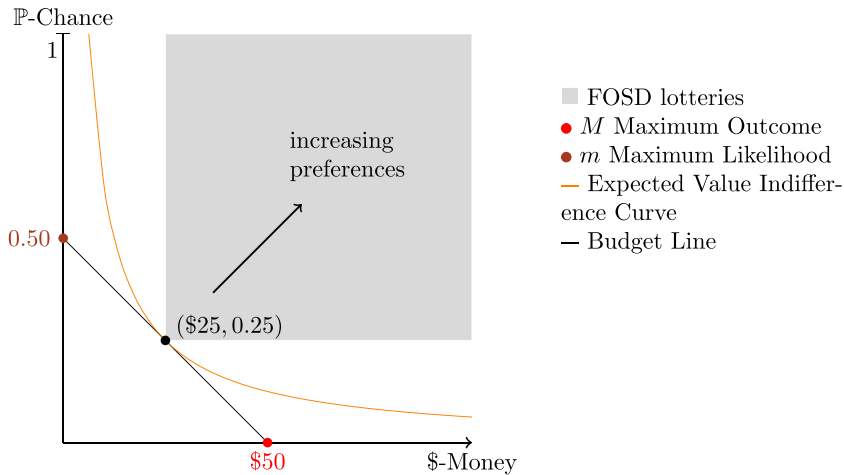 ℙ-Chance
1
increasing
preferences
0.50
($25, 0.25)
$50
$-Money
FOSD lotteries
M Maximum Outcome
m Maximum Likelihood
Expected Value Indiffer-
ence Curve
Budget Line